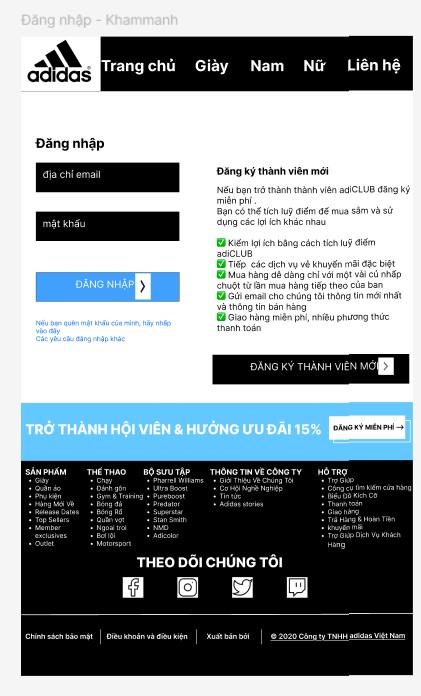 Đăng nhập - Khammanh
adidas
Trang chủ Giày Nam Nữ Liên hệ
Đăng nhập
địa chỉ email
mật khẩu
ĐĂNG NHẬP
Nếu bạn quên mật khẩu của mình, hãy nhấp
vào đây
Các yêu cầu đăng nhập khác
Đăng ký thành viên mới
Nếu bạn trở thành thành viên adiCLUB đăng ký
miễn phí .
Bạn có thể tích luỹ điểm để mua sắm và sử
dụng các lợi ích khác nhau
✅ Kiếm lợi ích bằng cách tích luỹ điểm
adiCLUB
✅ Tiếp các dịch vụ về khuyến mãi đặc biệt
✅ Mua hàng dễ dàng chỉ với một vài cú nhấp
chuột từ lần mua hàng tiếp theo của bạn
✅ Gửi email cho chúng tôi thông tin mới nhất
và thông tin bán hàng
✅ Giao hàng miễn phí, nhiều phương thức
thanh toán
ĐĂNG KÝ THÀNH VIÊN MỚI
TRỞ THÀNH HỘI VIÊN & HƯỞNG ƯU ĐÃI 15%
ĐĂNG KÝ MIỄN PHÍ →
SẢN PHẨM
• Giày
• Quần áo
• Phụ kiện
• Hàng Mới Về
• Release Dates
• Top Sellers
• Member
exclusives
• Outlet
THỂ THAO
• Chạy
• Đánh gôn
• Gym & Training
• Bóng đá
• Bóng Rổ
• Quần vợt
• Ngoại trời
• Bơi lội
• Motorsport
BỘ SƯU TẬP
• Pharrell Williams
• Ultra Boost
• Pureboost
• Predator
• Superstar
• Stan Smith
• NMD
• Adicolor
THÔNG TIN VỀ CÔNG TY
• Giới Thiệu Về Chúng Tôi
• Cơ Hội Nghề Nghiệp
• Tin tức
• Adidas stories
HỖ TRỢ
• Trợ Giúp
• Công cụ tìm kiếm cửa hàng
• Biểu Đồ Kích Cỡ
• Thanh toán
• Giao hàng
• Trả Hàng & Hoàn Tiền
• khuyến mãi
• Trợ Giúp Dịch Vụ Khách
Hàng
THEO DÕI CHÚNG TÔI
Chính sách bảo mật Điều khoản và điều kiện Xuất bản bởi © 2020 Công ty TNHH adidas Việt Nam